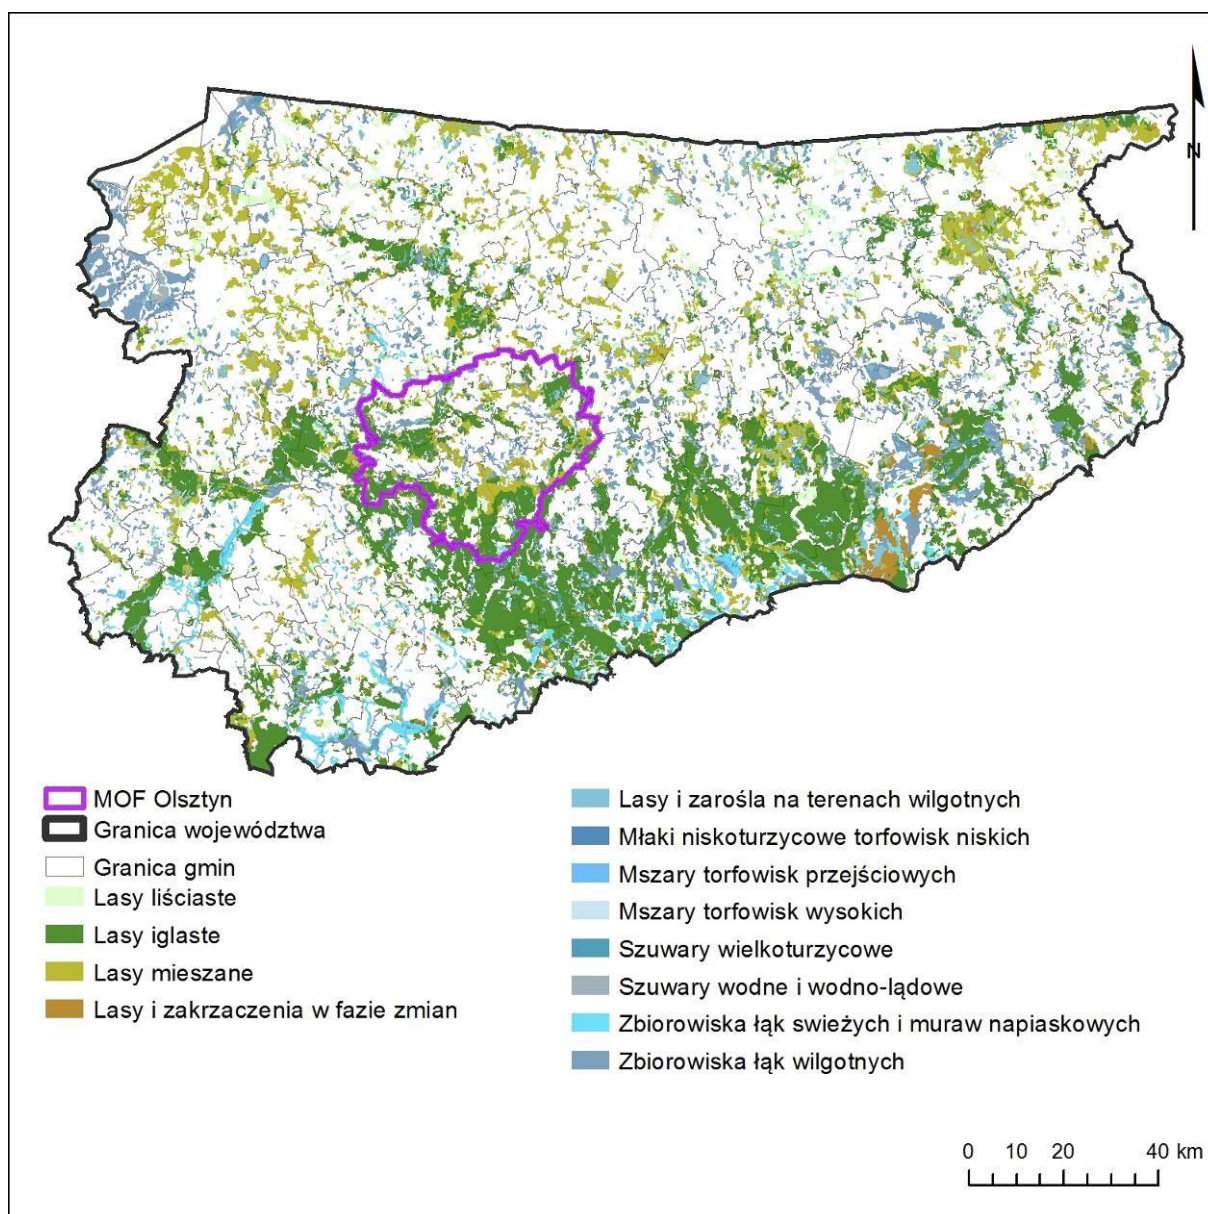 N
MOF Olsztyn
Granica województwa
Granica gmin
Lasy liściaste
Lasy iglaste
Lasy mieszane
Lasy i zakrzaczenia w fazie zmian
Lasy i zarośla na terenach wilgotnych
Młaki niskoturzycowe torfowisk niskich
Mszary torfowisk przejściowych
Mszary torfowisk wysokich
Szuwary wielkoturzycowe
Szuwary wodne i wodno-lądowe
Zbiorowiska łąk swieżych i muraw napiaskowych
Zbiorowiska łąk wilgotnych
0 10 20 40 km